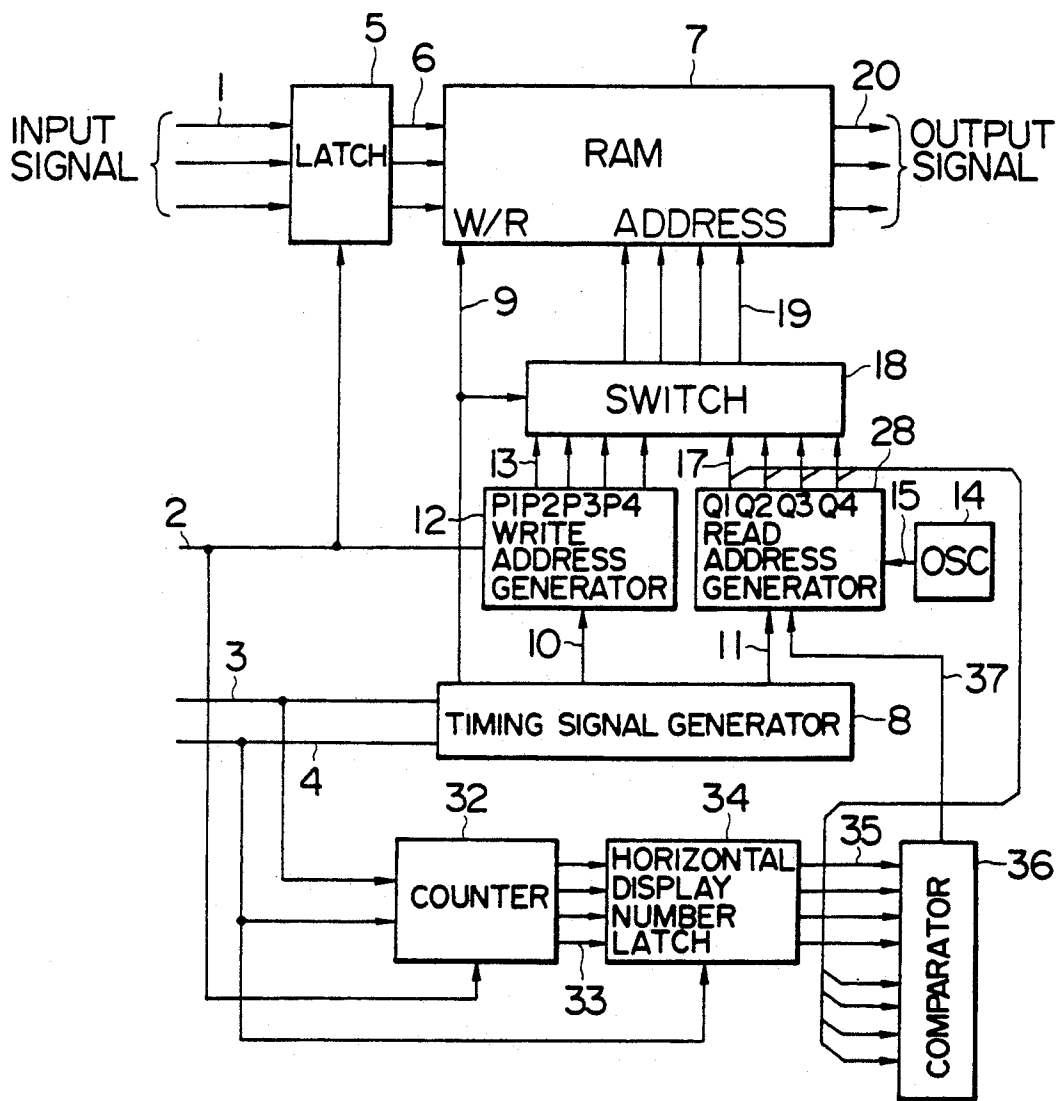 5
6
7
20
1
INPUT
SIGNAL
LATCH
RAM
OUTPUT
SIGNAL
W/R
ADDRESS
9
19
18
SWITCH
13
17
28
2
12
P1P2P3P4
WRITE
ADDRESS
GENERATOR
Q1Q2Q3Q4
READ
ADDRESS
GENERATOR
15
14
OSC
10
11
37
3
TIMING SIGNAL GENERATOR
8
4
32
34
35
36
COUNTER
HORIZONTAL
DISPLAY
NUMBER
LATCH
COMPARATOR
33